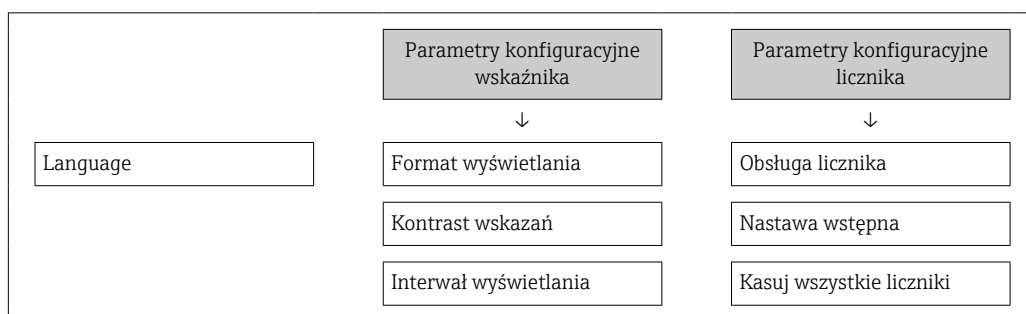 Parametry konfiguracyjne
wskaźnika
Parametry konfiguracyjne
licznika
↓
↓
Language
Format wyświetlania
Obsługa licznika
Kontrast wskazań
Nastawa wstępna
Interwał wyświetlania
Kasuj wszystkie liczniki